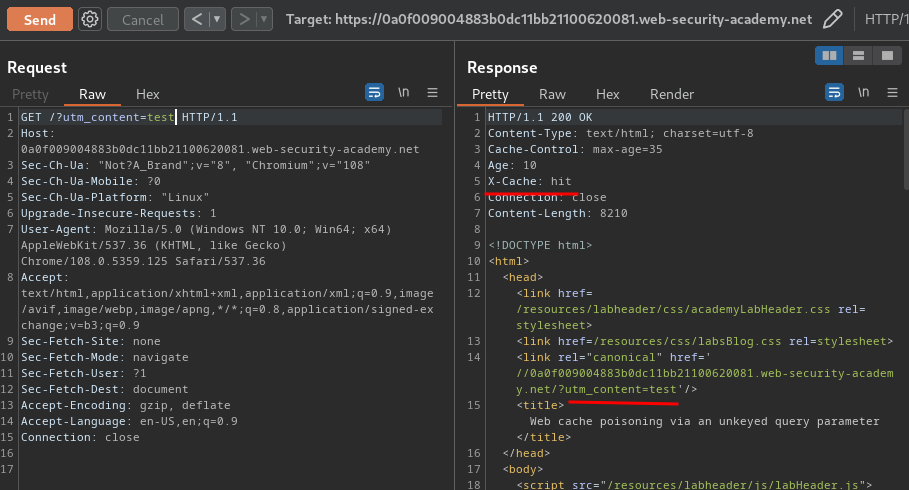 Send Cancel < > Target: https://0a0f009004883b0dc11bb21100620081.web-security-academy.net HTTP/1
Request
Pretty Raw Hex \n
1 GET /?utm_content=test HTTP/1.1
2 Host:
0a0f009004883b0dc11bb21100620081.web-security-academy.net
3 Sec-Ch-Ua: "Not?A_Brand";v="8", "Chromium";v="108"
4 Sec-Ch-Ua-Mobile: ?0
5 Sec-Ch-Ua-Platform: "Linux"
6 Upgrade-Insecure-Requests: 1
7 User-Agent: Mozilla/5.0 (Windows NT 10.0; Win64; x64)
AppleWebKit/537.36 (KHTML, like Gecko)
Chrome/108.0.5359.125 Safari/537.36
8 Accept:
text/html,application/xhtml+xml,application/xml;q=0.9,image
/avif,image/webp,image/apng,*/*;q=0.8,application/signed-ex
change;v=b3;q=0.9
9 Sec-Fetch-Site: none
10 Sec-Fetch-Mode: navigate
11 Sec-Fetch-User: ?1
12 Sec-Fetch-Dest: document
13 Accept-Encoding: gzip, deflate
14 Accept-Language: en-US,en;q=0.9
15 Connection: close
16
17
Response
Pretty Raw Hex Render \n
1 HTTP/1.1 200 OK
2 Content-Type: text/html; charset=utf-8
3 Cache-Control: max-age=35
4 Age: 10
5 X-Cache: hit
6 Connection: close
7 Content-Length: 8210
8
9 <!DOCTYPE html>
10 <html>
11 <head>
12 <link href=
/resources/labheader/css/academyLabHeader.css rel=
stylesheet>
13 <link href=/resources/css/labsBlog.css rel=stylesheet>
14 <link rel="canonical" href='
//0a0f009004883b0dc11bb21100620081.web-security-academ
y.net/?utm_content=test'/>
15 <title>
Web cache poisoning via an unkeyed query parameter
</title>
16 </head>
17 <body>
18 <script src="/resources/labheader/js/labHeader.js">